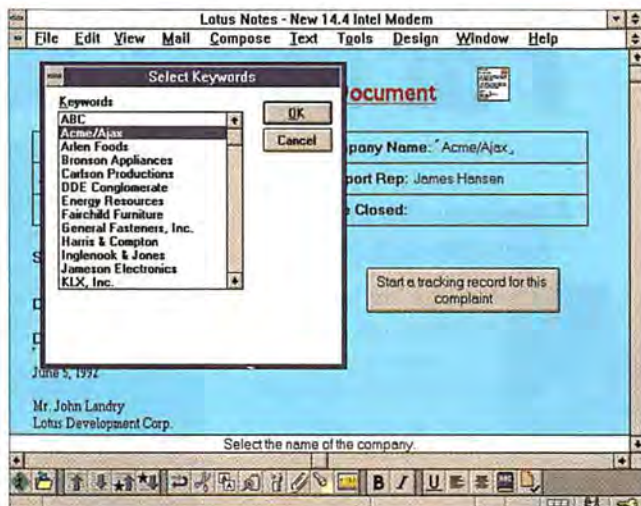 Lotus Notes - New 14.4 Intel Modem
File Edit View Mail Compose Text Tools Design Window Help
Select Keywords
Keywords
ABC
Acme/Ajax
Arlen Foods
Bronson Appliances
Carlson Productions
DDE Conglomerate
Energy Resources
Fairchild Furniture
General Fasteners, Inc.
Harris & Compton
Inglenook & Jones
Jameson Electronics
KLX, Inc.
OK
Cancel
ocument
pany Name: Acme/Ajax
port Rep: James Hansen
e Closed:
S
D
D
Start a tracking record for this
complaint
June 5, 1992
Mr. John Landry
Lotus Development Corp.
Select the name of the company.
B I U